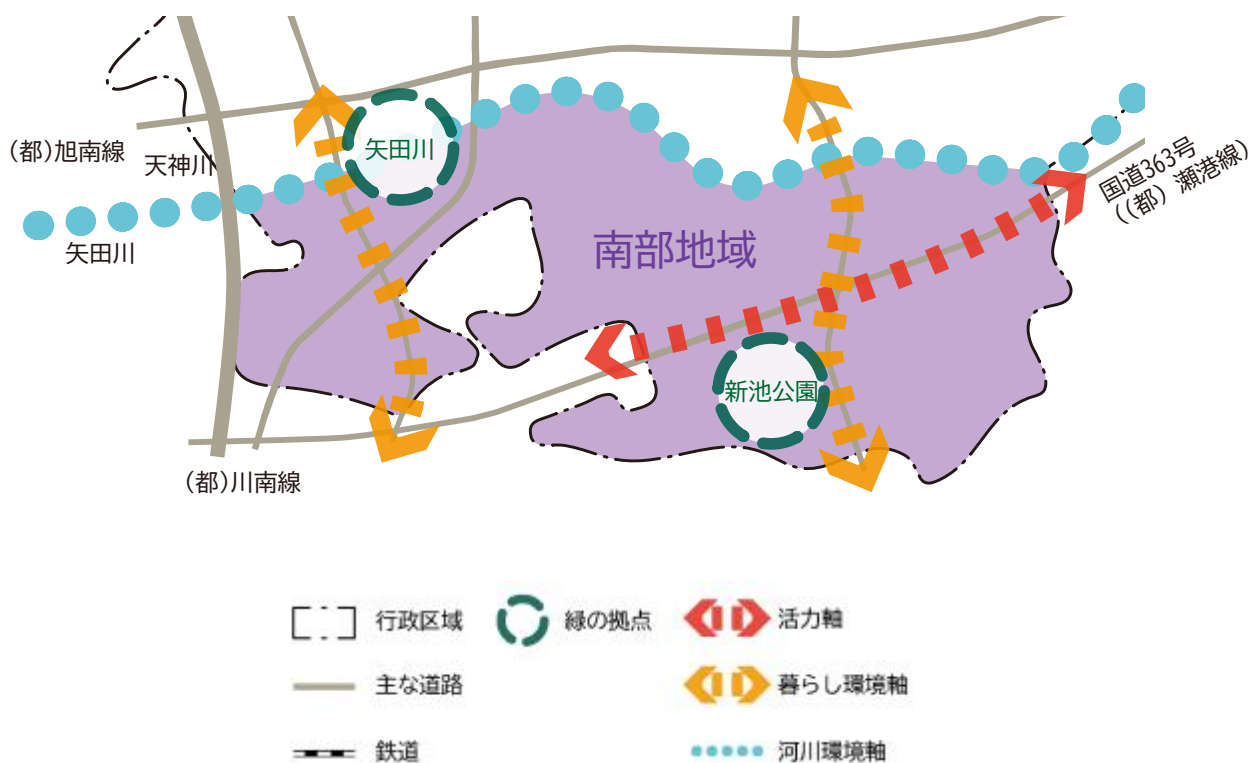 (都)旭南線
天神川
矢田川
矢田川
南部地域
国道363号
((都)瀬港線)
新池公園
(都)川南線
行政区域
緑の拠点
活力軸
主な道路
暮らし環境軸
鉄道
河川環境軸